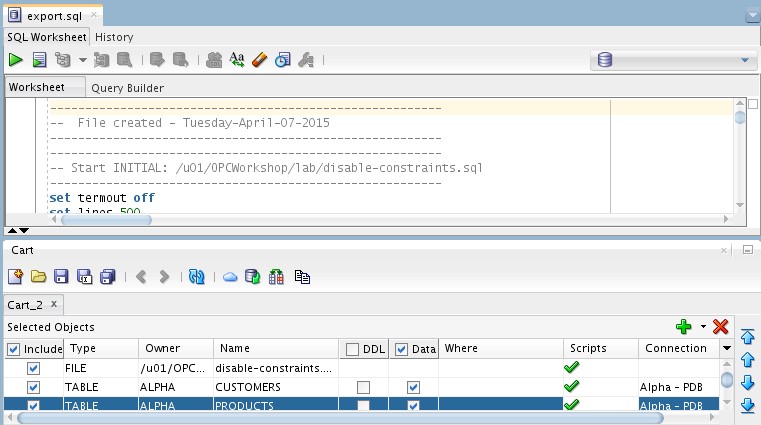 export.sql
SQL Worksheet History
Aa
Worksheet Query Builder
--------------------------------------------------------
--  File created - Tuesday-April-07-2015
--------------------------------------------------------
--------------------------------------------------------
-- Start INITIAL: /u01/OPCWorkshop/lab/disable-constraints.sql
--------------------------------------------------------
set termout off
set lines 500
Cart
Cart_2 x
Selected Objects
Include Type Owner Name DDL Data Where Scripts Connection
FILE /u01/OPC... disable-constraints....
TABLE ALPHA CUSTOMERS Alpha - PDB
TABLE ALPHA PRODUCTS Alpha - PDB